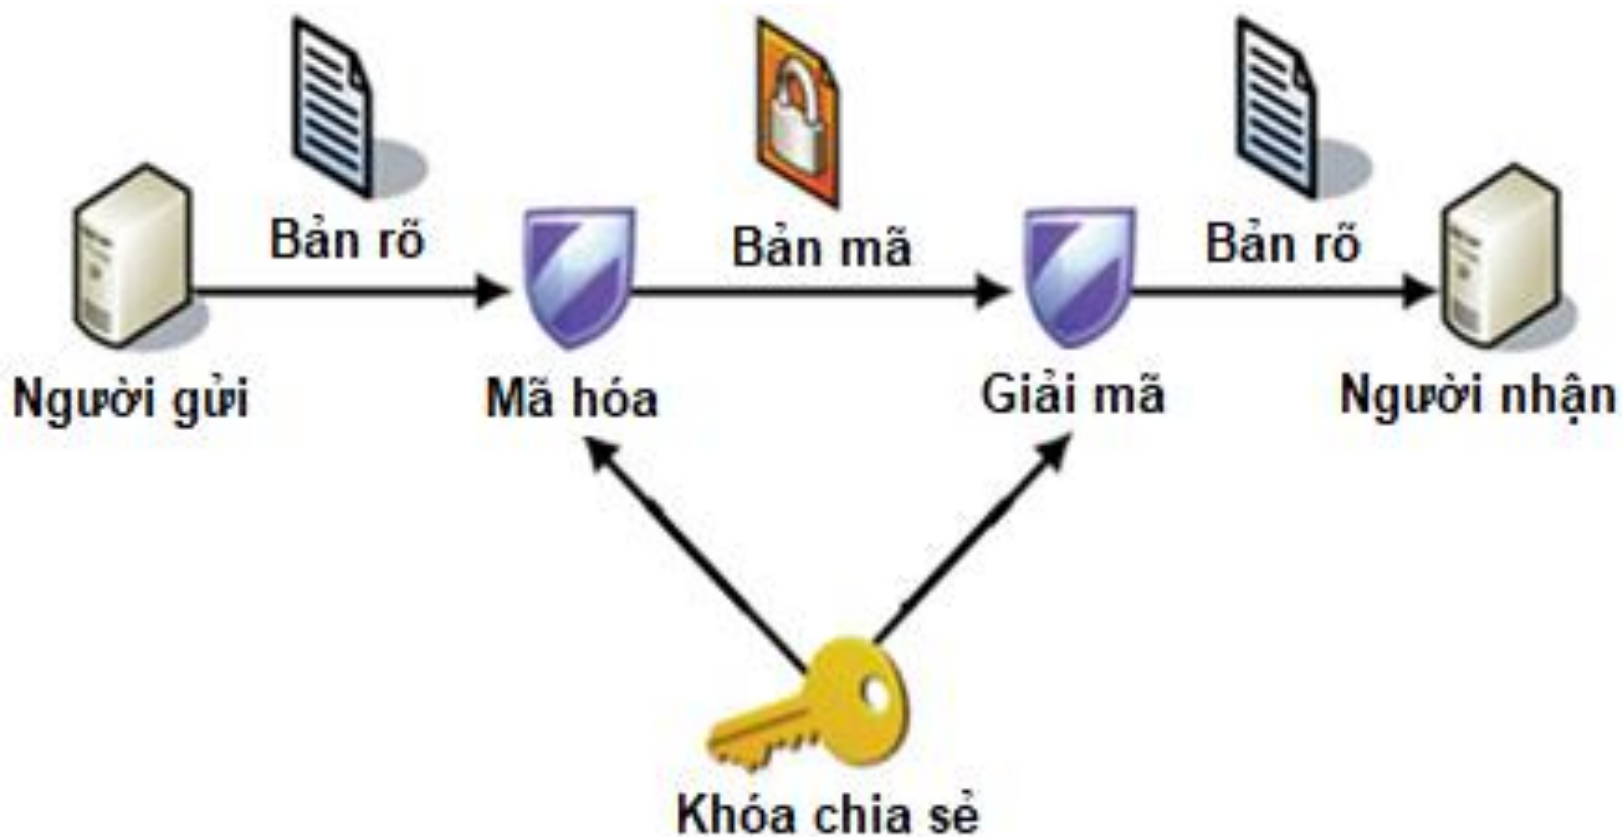 Bản rõ
Bản mã
Bản rõ
Người gửi
Mã hóa
Giải mã
Người nhận
Khóa chia sẻ